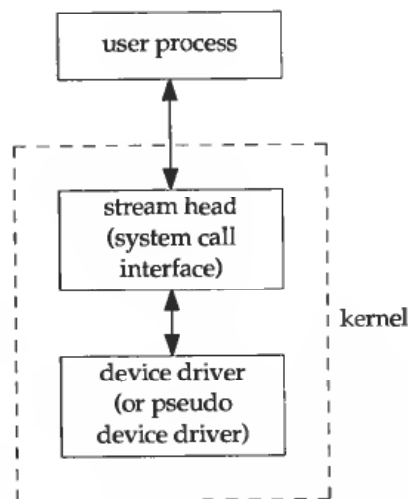 user process
stream head
(system call
interface)
kernel
device driver
(or pseudo
device driver)